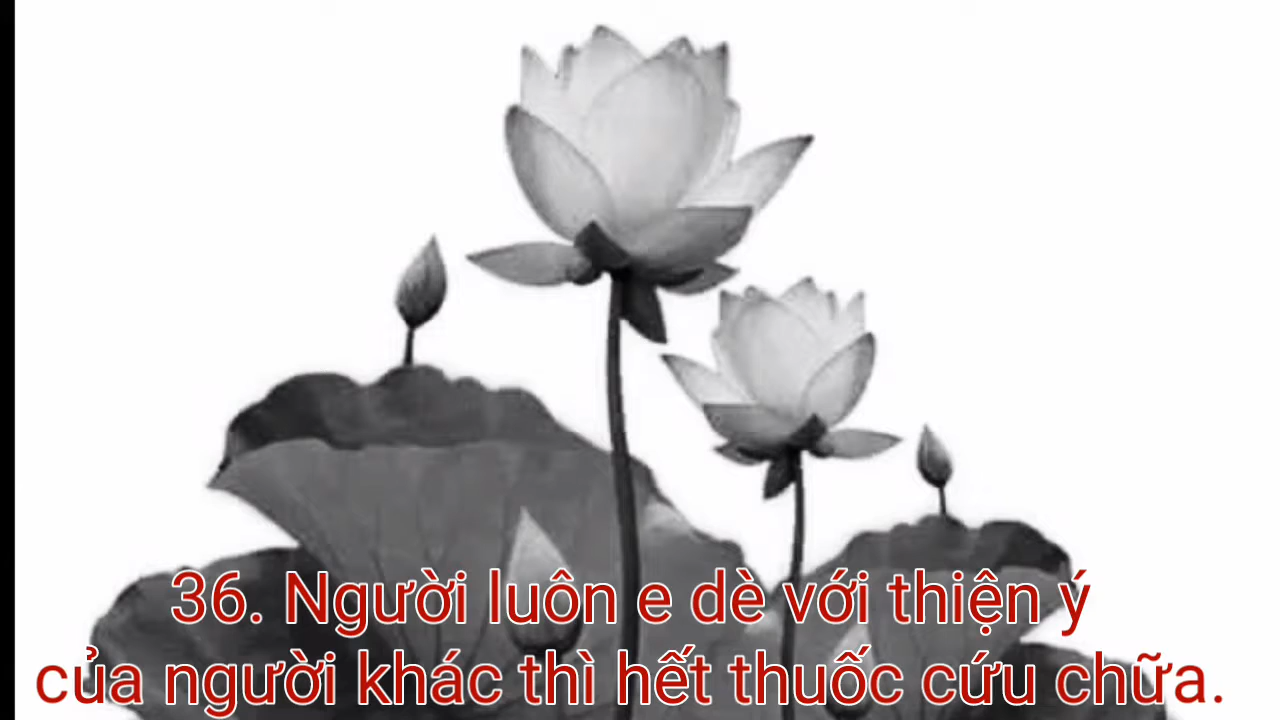 36. Người luôn e dè với thiện ý
của người khác thì hết thuốc cứu chữa.